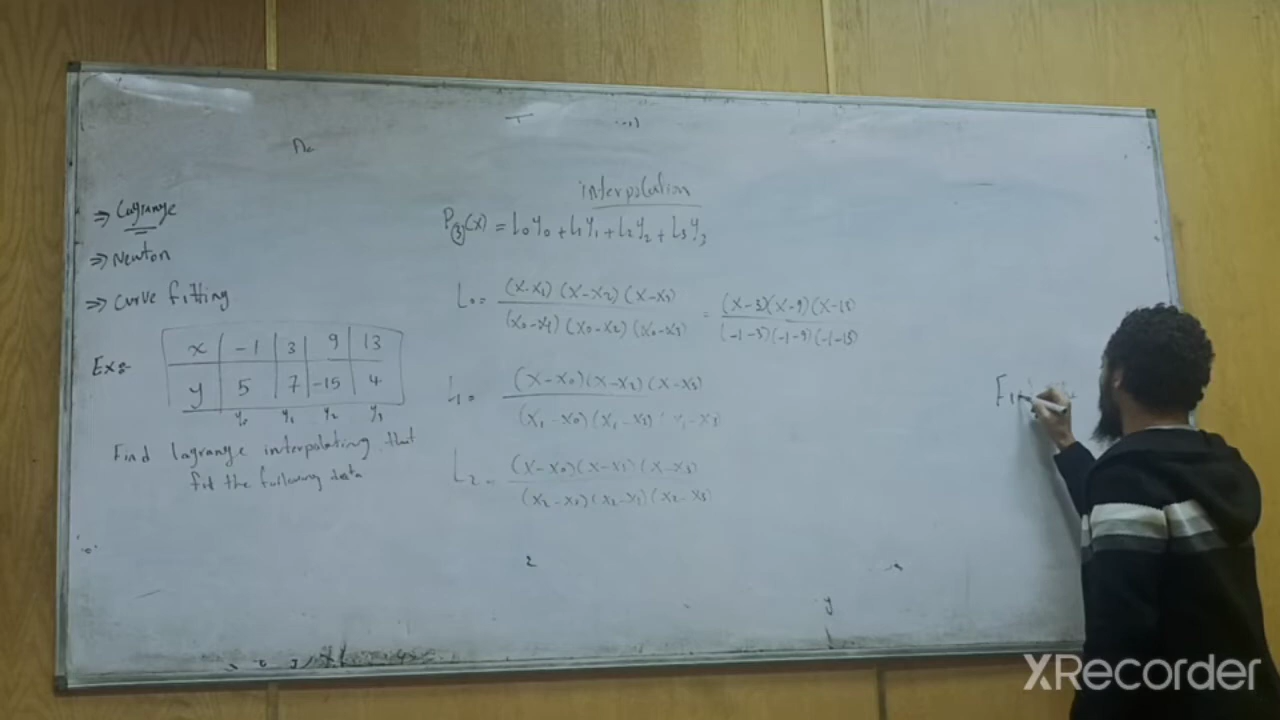 ⇒ Lagrange
⇒ Newton
⇒ Curve fitting
Ex:
x | -1 | 3 | 9 | 13
y | 5 | 7 | -15 | 4
y₀ y₁ y₂ y₃
Find lagrange interpolating that
fit the following data
interpolation
P₃(x) = L₀y₀ + L₁y₁ + L₂y₂ + L₃y₃
L₀ = (x-x₁)(x-x₂)(x-x₃) / (x₀-x₁)(x₀-x₂)(x₀-x₃) = (x-3)(x-9)(x-13) / (-1-3)(-1-9)(-1-13)
L₁ = (x-x₀)(x-x₂)(x-x₃) / (x₁-x₀)(x₁-x₂)(x₁-x₃)
L₂ = (x-x₀)(x-x₁)(x-x₃) / (x₂-x₀)(x₂-x₁)(x₂-x₃)
XRecorder